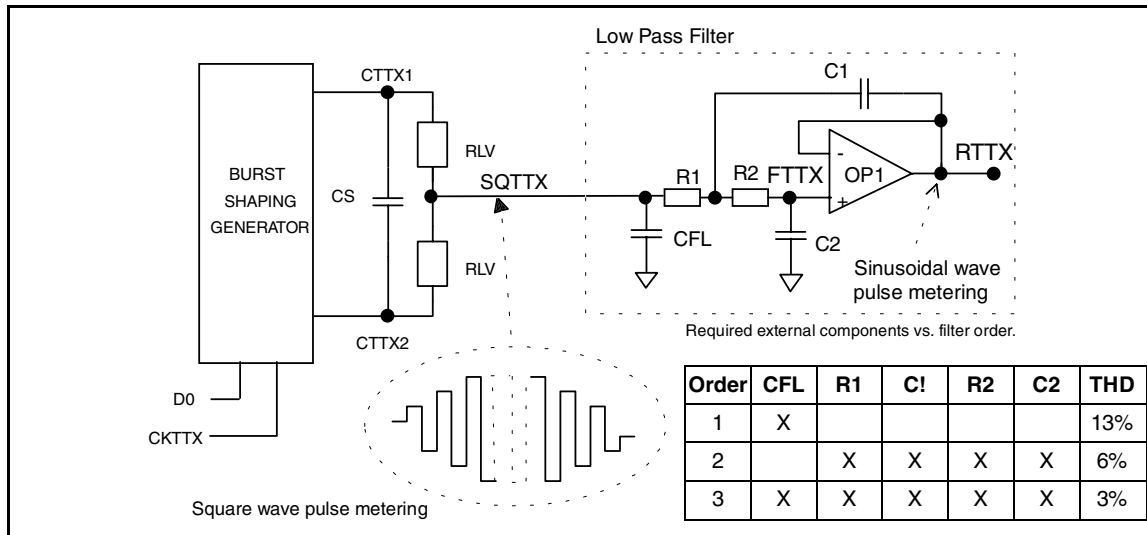 Low Pass Filter
C1
CTTX1
BURST
SHAPING
GENERATOR
RLV
CS
SQTTX
R1
R2
FTTX
-
+
OP1
RTTX
CFL
C2
RLV
Sinusoidal wave
pulse metering
CTTX2
Required external components vs. filter order.
D0
CKTTX
Square wave pulse metering
Order CFL R1 C! R2 C2 THD
1 X 13%
2 X X X X 6%
3 X X X X X 3%